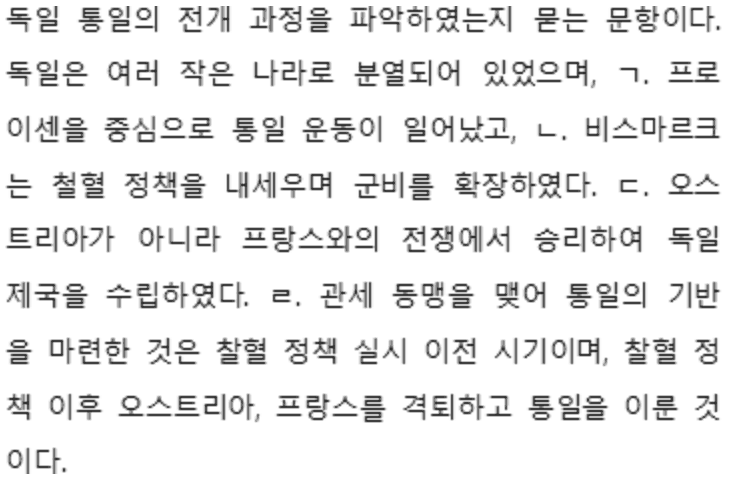 독일 통일의 전개 과정을 파악하였는지 묻는 문항이다.
독일은 여러 작은 나라로 분열되어 있었으며, ㄱ. 프로
이센을 중심으로 통일 운동이 일어났고, ㄴ. 비스마르크
는 철혈 정책을 내세우며 군비를 확장하였다. ㄷ. 오스
트리아가 아니라 프랑스와의 전쟁에서 승리하여 독일
제국을 수립하였다. ㄹ. 관세 동맹을 맺어 통일의 기반
을 마련한 것은 찰혈 정책 실시 이전 시기이며, 찰혈 정
책 이후 오스트리아, 프랑스를 격퇴하고 통일을 이룬 것
이다.